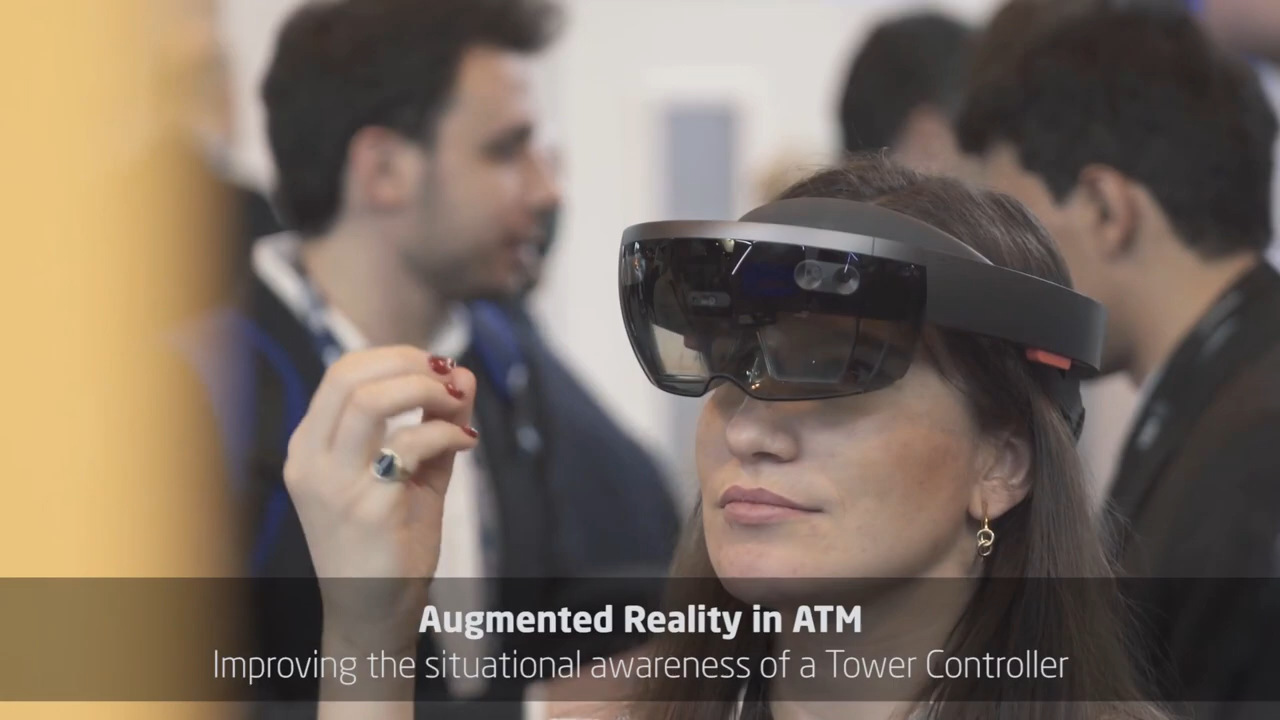 Augmented Reality in ATM
Improving the situational awareness of a Tower Controller